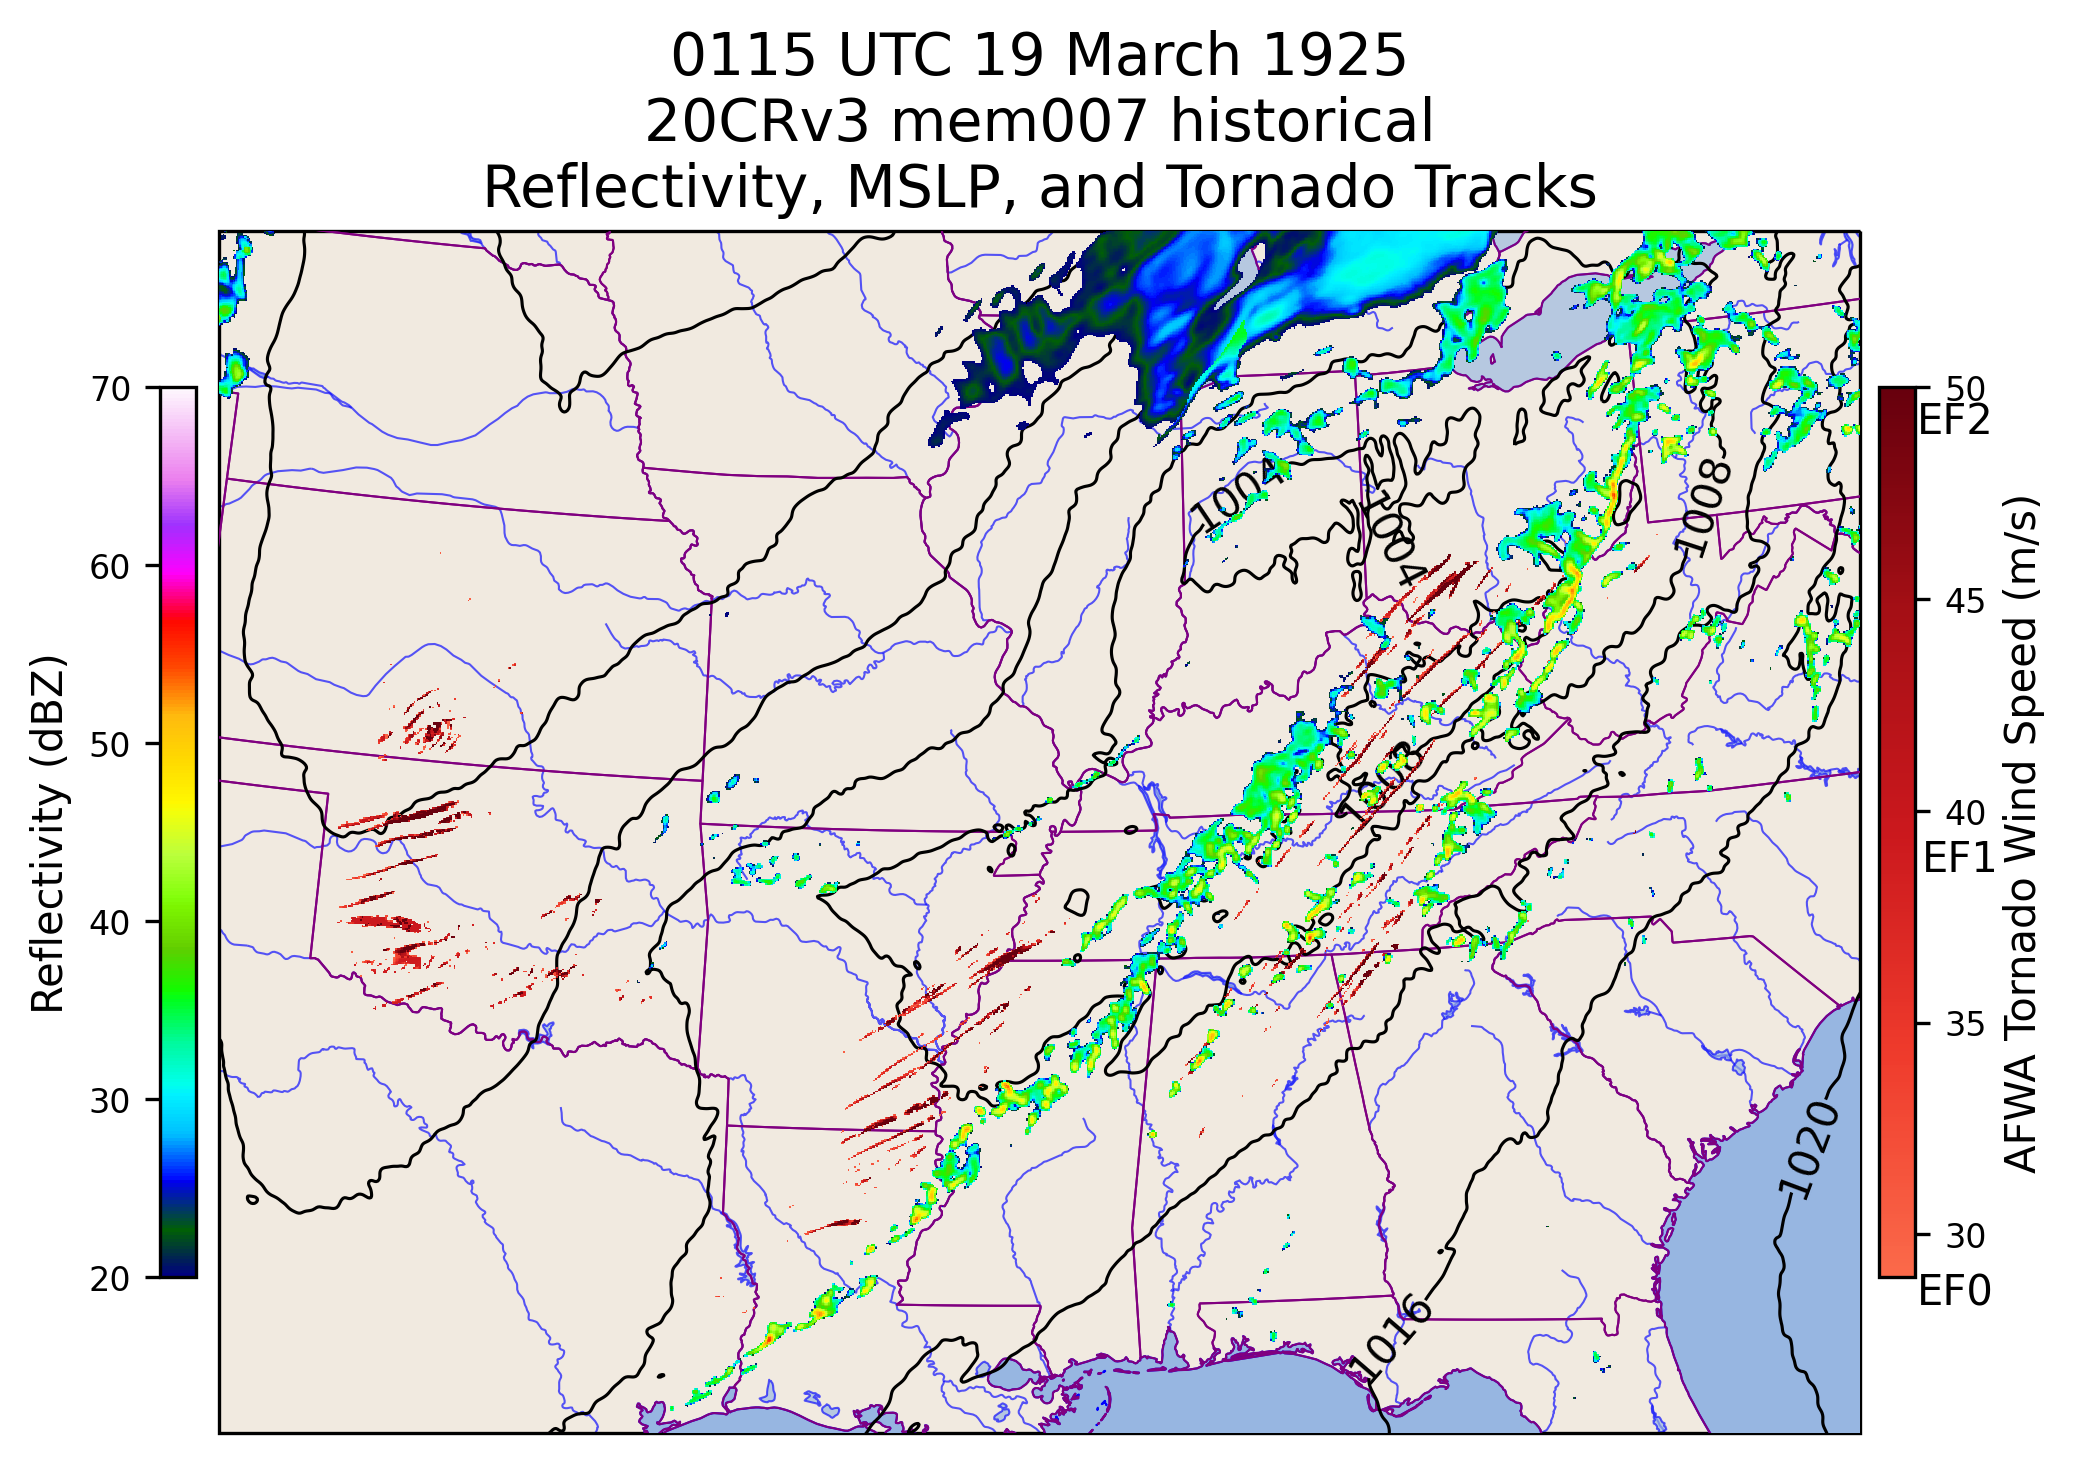 0115 UTC 19 March 1925
20CRv3 mem007 historical
Reflectivity, MSLP, and Tornado Tracks
Reflectivity (dBZ)
70
60
50
40
30
20
1004
1004
1008
1008
1016
1020
50
EF2
45
40
EF1
35
30
EF0
AFWA Tornado Wind Speed (m/s)